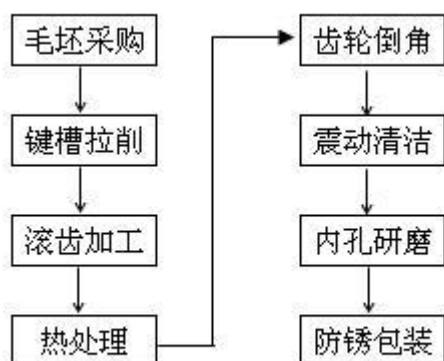 毛坯采购
键槽拉削
滚齿加工
热处理
齿轮倒角
震动清洁
内孔研磨
防锈包装